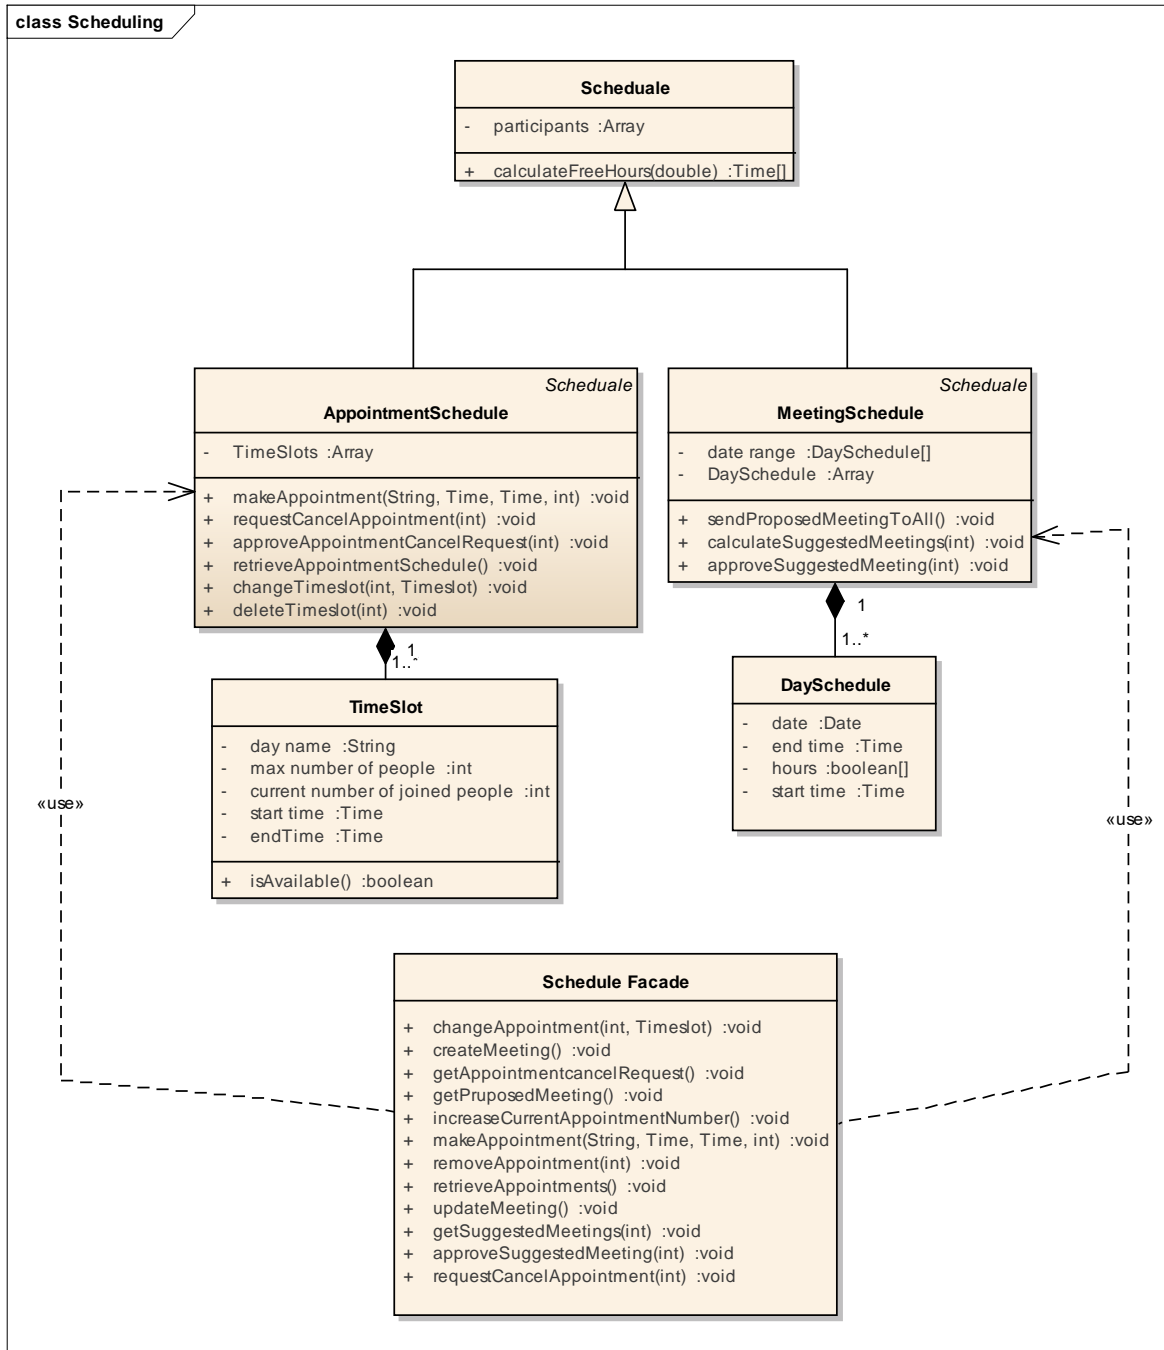 class Scheduling
Scheduale
- participants :Array
+ calculateFreeHours(double) :Time[]
Scheduale
AppointmentSchedule
- TimeSlots :Array
+ makeAppointment(String, Time, Time, int) :void
+ requestCancelAppointment(int) :void
+ approveAppointmentCancelRequest(int) :void
+ retrieveAppointmentSchedule() :void
+ changeTimeslot(int, Timeslot) :void
+ deleteTimeslot(int) :void
Scheduale
MeetingSchedule
- date range :DaySchedule[]
- DaySchedule :Array
+ sendProposedMeetingToAll() :void
+ calculateSuggestedMeetings(int) :void
+ approveSuggestedMeeting(int) :void
1
1..*
1
1..*
TimeSlot
- day name :String
- max number of people :int
- current number of joined people :int
- start time :Time
- endTime :Time
+ isAvailable() :boolean
DaySchedule
- date :Date
- end time :Time
- hours :boolean[]
- start time :Time
«use»
«use»
Schedule Facade
+ changeAppointment(int, Timeslot) :void
+ createMeeting() :void
+ getAppointmentcancelRequest() :void
+ getPruposedMeeting() :void
+ increaseCurrentAppointmentNumber() :void
+ makeAppointment(String, Time, Time, int) :void
+ removeAppointment(int) :void
+ retrieveAppointments() :void
+ updateMeeting() :void
+ getSuggestedMeetings(int) :void
+ approveSuggestedMeeting(int) :void
+ requestCancelAppointment(int) :void